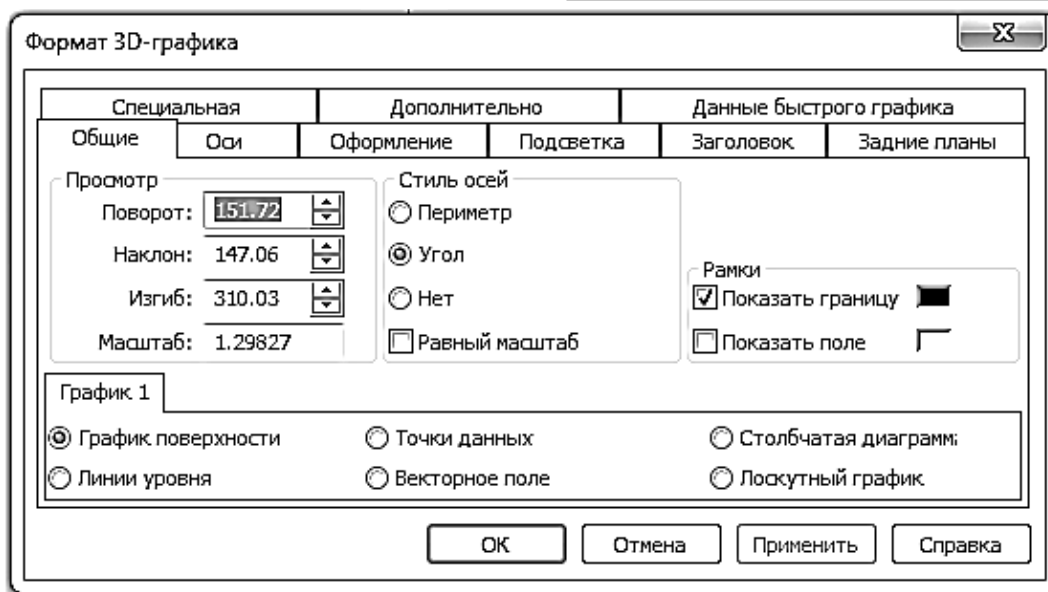 Формат 3D-графика
Специальная Дополнительно Данные быстрого графика
Общие Оси Оформление Подсветка Заголовок Задние планы
Просмотр
Поворот: 151.72
Наклон: 147.06
Изгиб: 310.03
Масштаб: 1.29827
Стиль осей
Периметр
Угол
Нет
Равный масштаб
Рамки
Показать границу
Показать поле
График 1
График поверхности Точки данных Столбчатая диаграмм
Линии уровня Векторное поле Лоскутный график
ОК Отмена Применить Справка